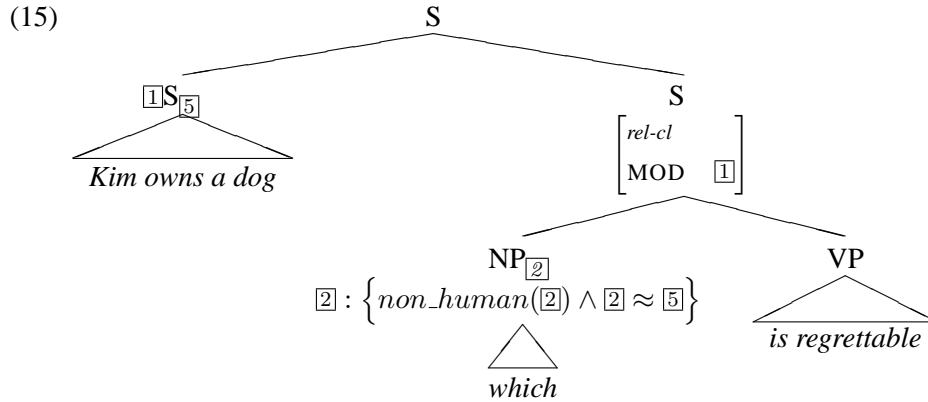 (15) S
1 S 5 S
Kim owns a dog
rel-cl
MOD 1
NP 2 VP
2 : {non_human(2) ∧ 2 ≈ 5}
which
is regrettable